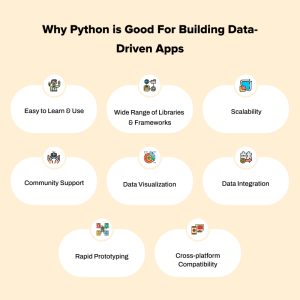 Why Python is Good For Building Data-
Driven Apps
Easy to Learn & Use
Wide Range of Libraries
& Frameworks
Scalability
Community Support
Data Visualization
Data Integration
Rapid Prototyping
Cross-platform
Compatibility